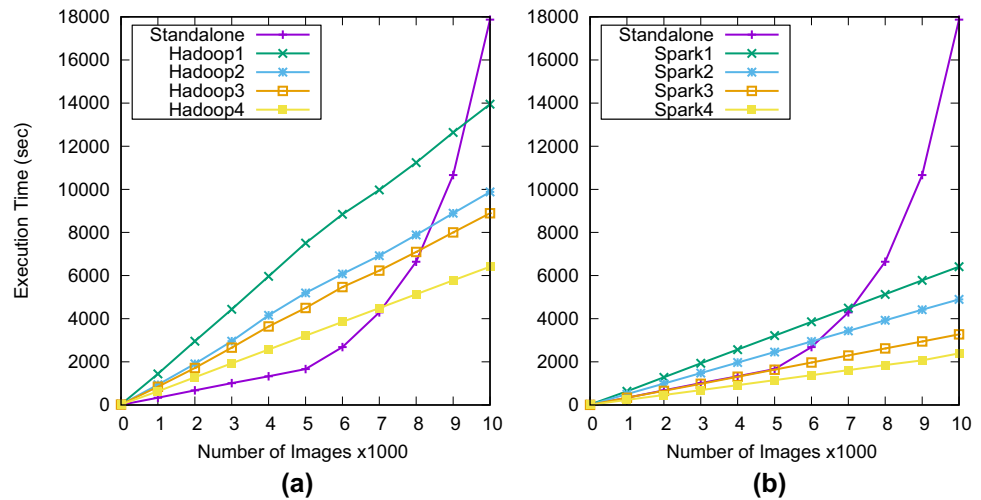 Execution Time (sec)
18000
16000
14000
12000
10000
8000
6000
4000
2000
0
Standalone
Hadoop1
Hadoop2
Hadoop3
Hadoop4
0 1 2 3 4 5 6 7 8 9 10
Number of Images x1000
(a)
18000
16000
14000
12000
10000
8000
6000
4000
2000
0
Standalone
Spark1
Spark2
Spark3
Spark4
0 1 2 3 4 5 6 7 8 9 10
Number of Images x1000
(b)